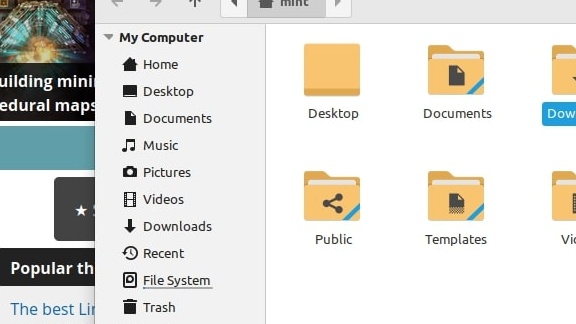 mint
uilding mini
edural maps
★ S
Popular th
The best Lin
My Computer
Home
Desktop
Documents
Music
Pictures
Videos
Downloads
Recent
File System
Trash
Desktop
Documents
Dow
Public
Templates
Vi